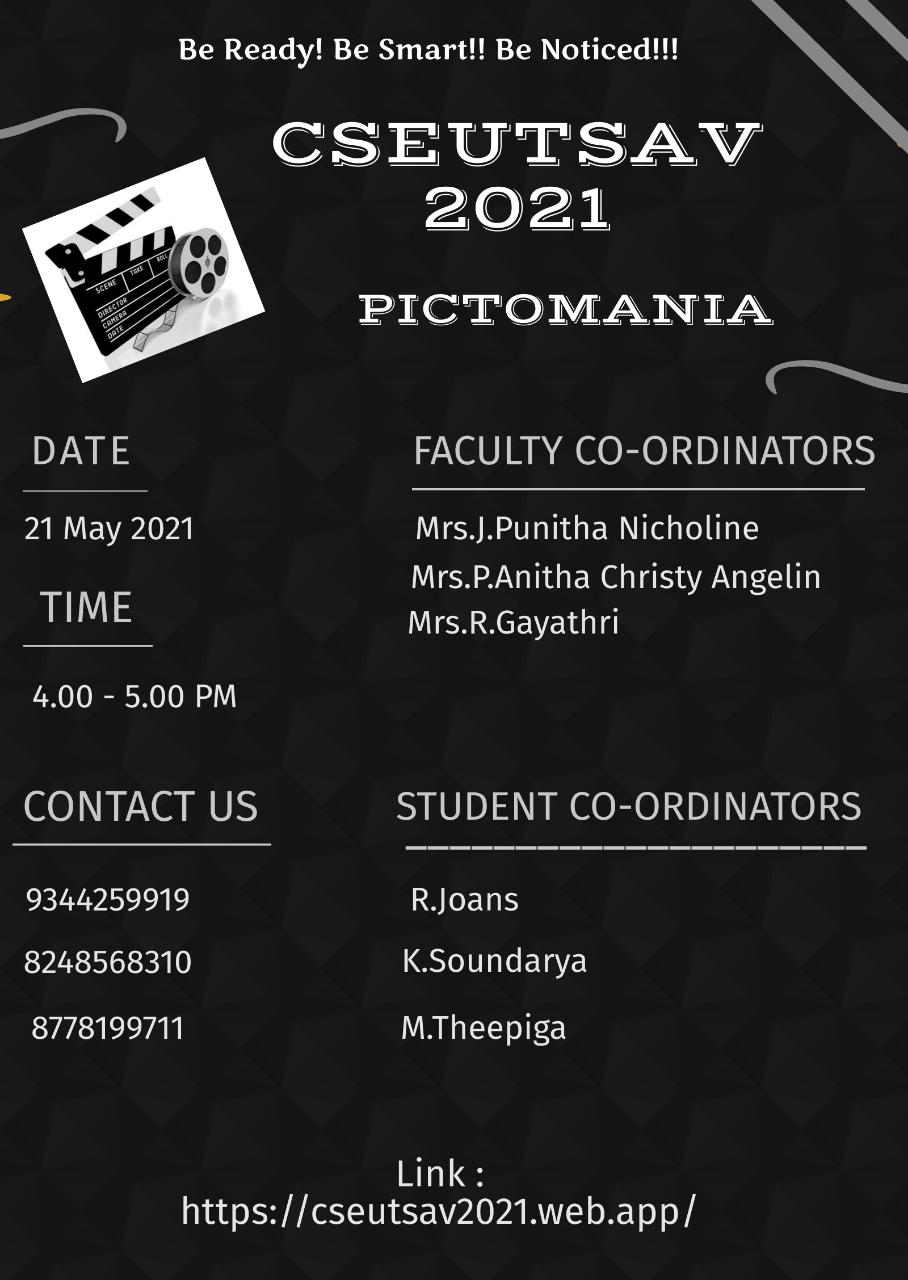 Be Ready! Be Smart!! Be Noticed!!!
CSEUTSAV
2021
PICTOMANIA
SCENE TAKE ROLL
DIRECTOR
CAMERA
DATE
DATE
21 May 2021
TIME
4.00 - 5.00 PM
FACULTY CO-ORDINATORS
Mrs.J.Punitha Nicholine
Mrs.P.Anitha Christy Angelin
Mrs.R.Gayathri
CONTACT US
9344259919
8248568310
8778199711
STUDENT CO-ORDINATORS
R.Joans
K.Soundarya
M.Theepiga
Link :
https://cseutsav2021.web.app/